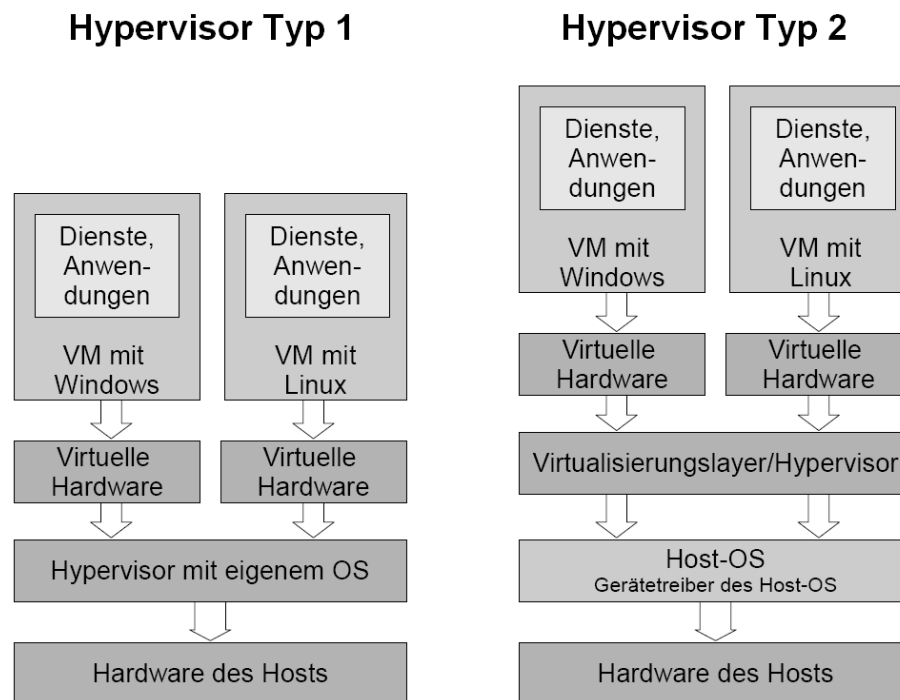 Hypervisor Typ 1
Dienste,
Anwen-
dungen
VM mit
Windows
Dienste,
Anwen-
dungen
VM mit
Linux
Virtuelle
Hardware
Virtuelle
Hardware
Hypervisor mit eigenem OS
Hardware des Hosts
Hypervisor Typ 2
Dienste,
Anwen-
dungen
VM mit
Windows
Dienste,
Anwen-
dungen
VM mit
Linux
Virtuelle
Hardware
Virtuelle
Hardware
Virtualisierungslayer/Hypervisor
Host-OS
Gerätetreiber des Host-OS
Hardware des Hosts